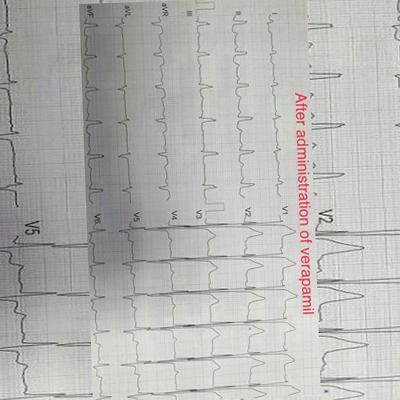 After administration of verapamil
I
II
III
aVR
aVL
aVF
V1
V2
V3
V4
V5
V6
V2
V5